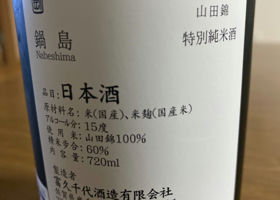 山田錦
特別純米酒
鍋島
Nabeshima
品目:日本酒
原材料名:米(国産)、米麹(国産米)
アルコール分:15度
使用米:山田錦100%
精米歩合:60%
内容量:720ml
製造者
富久千代酒造有限会社